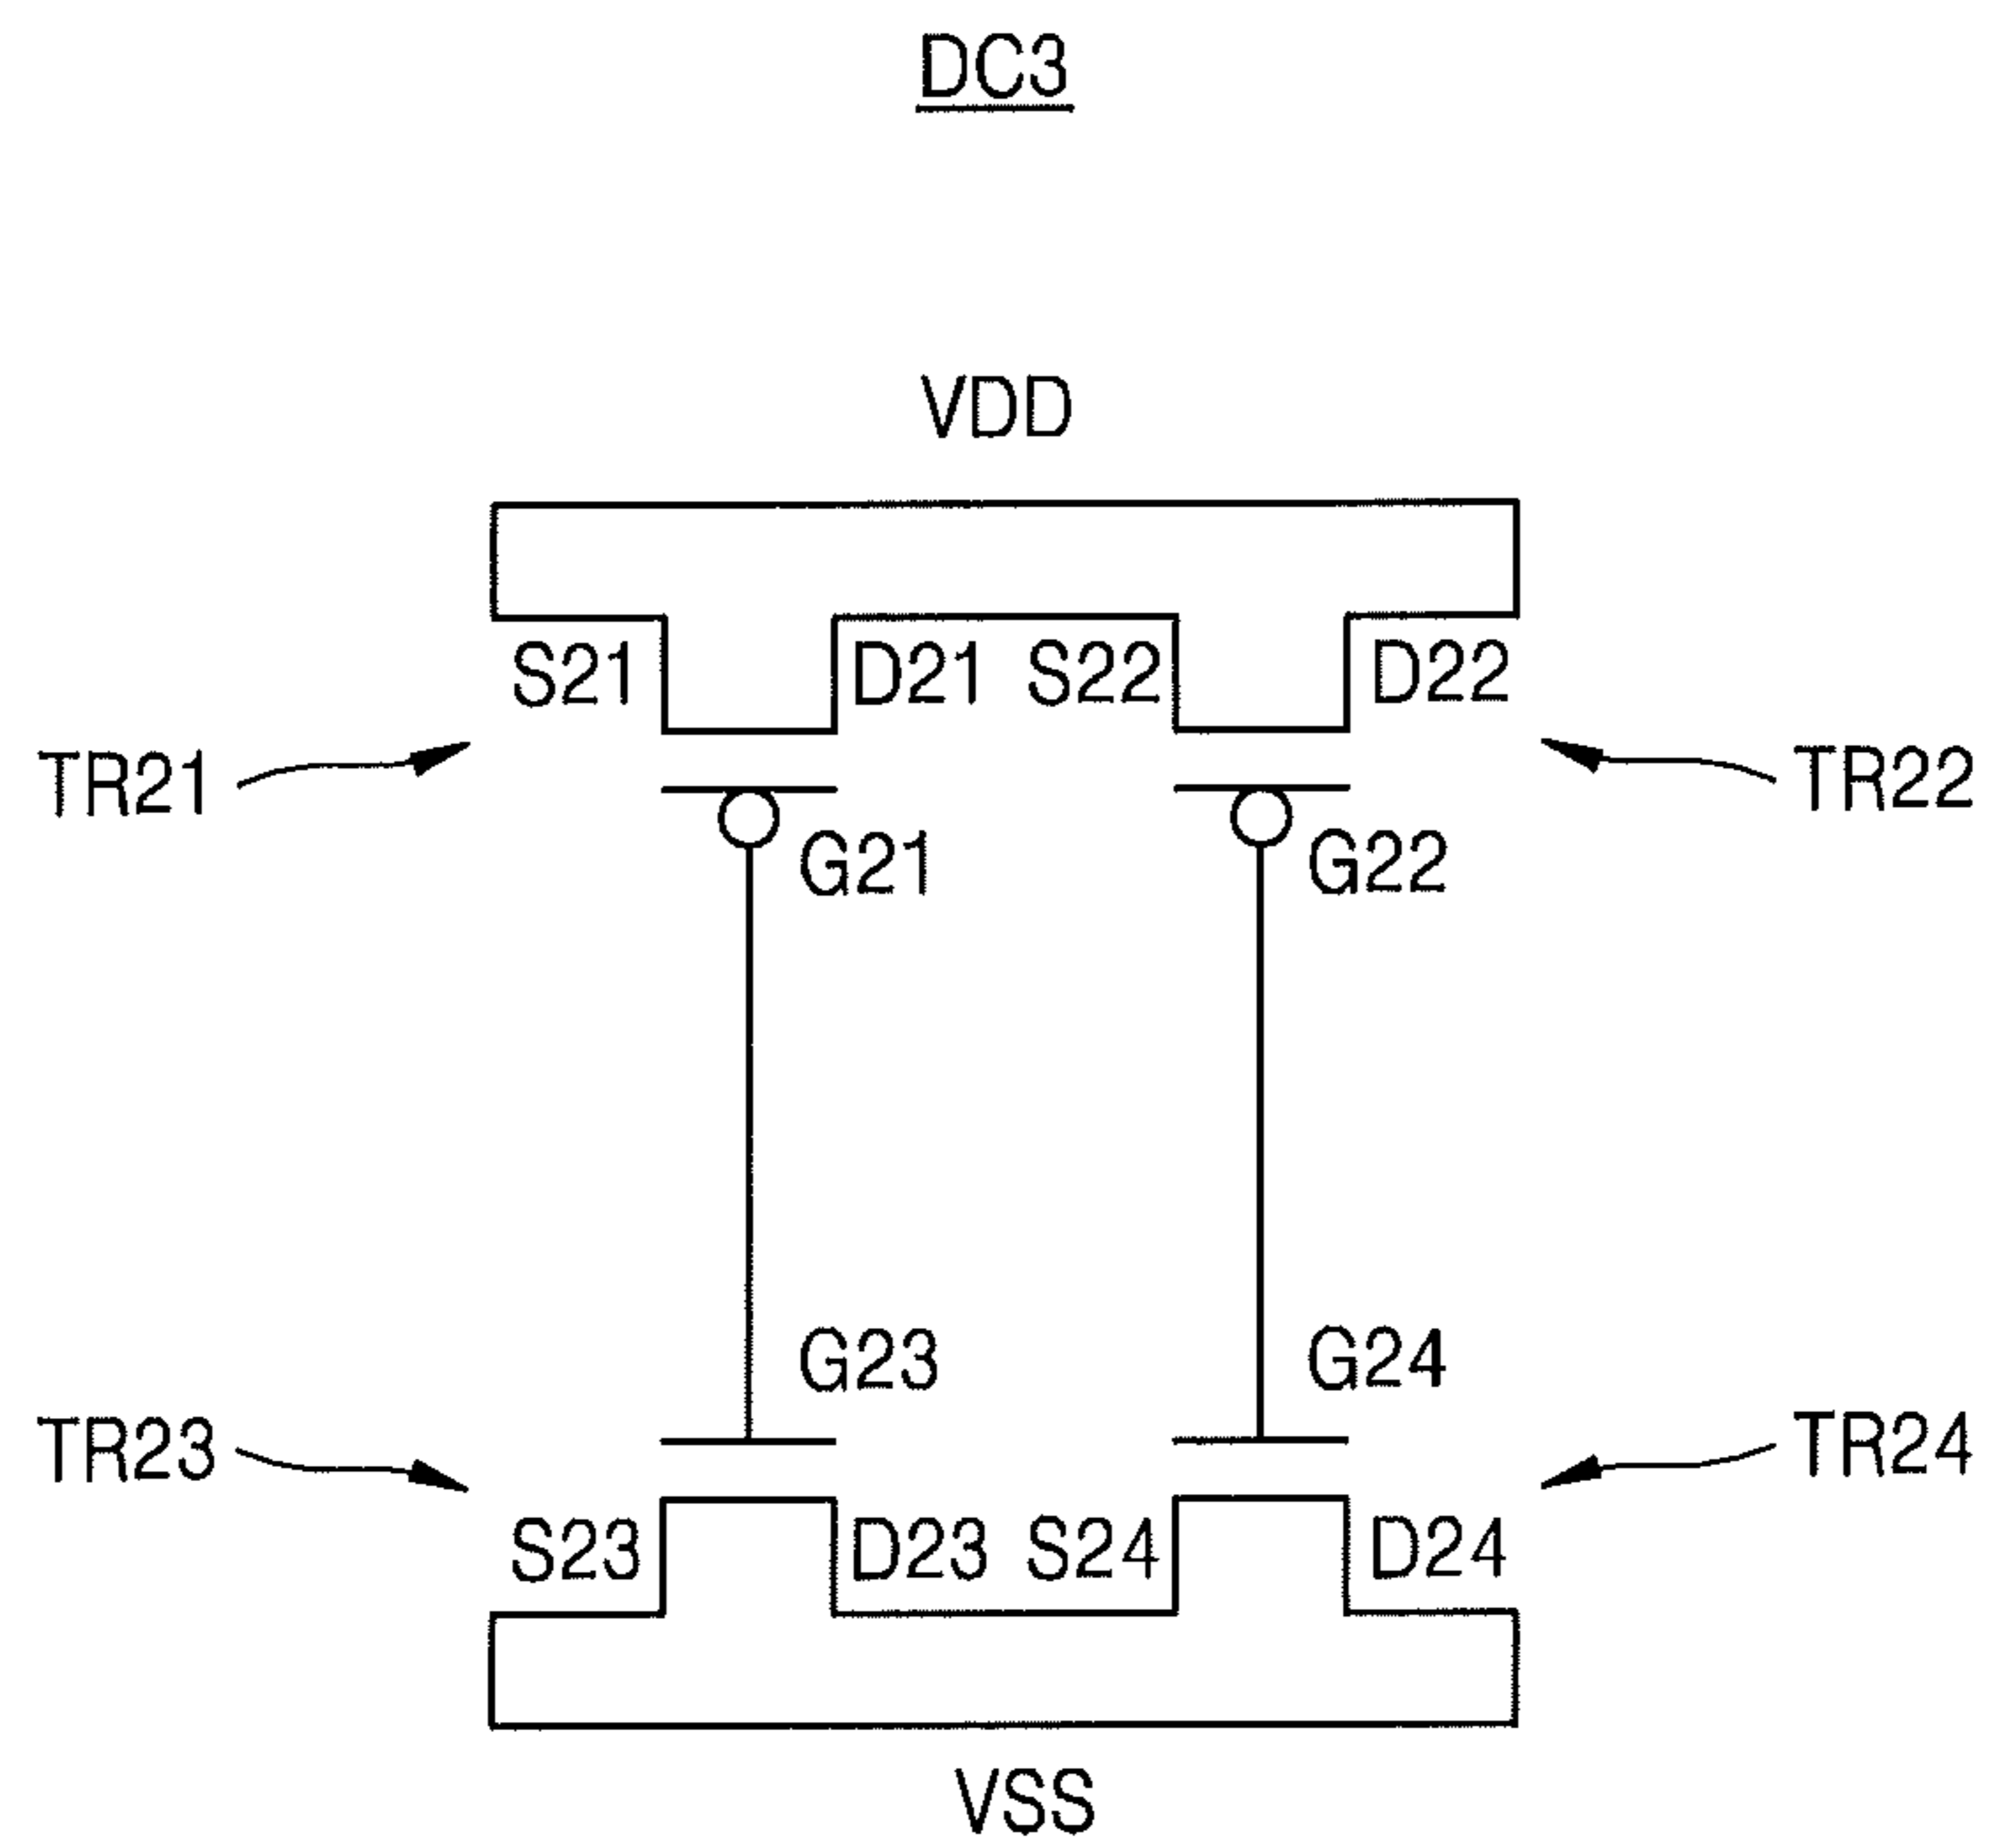 DC3
VDD
S21 D21 S22 D22
TR21 TR22
G21 G22
G23 G24
TR23 TR24
S23 D23 S24 D24
VSS